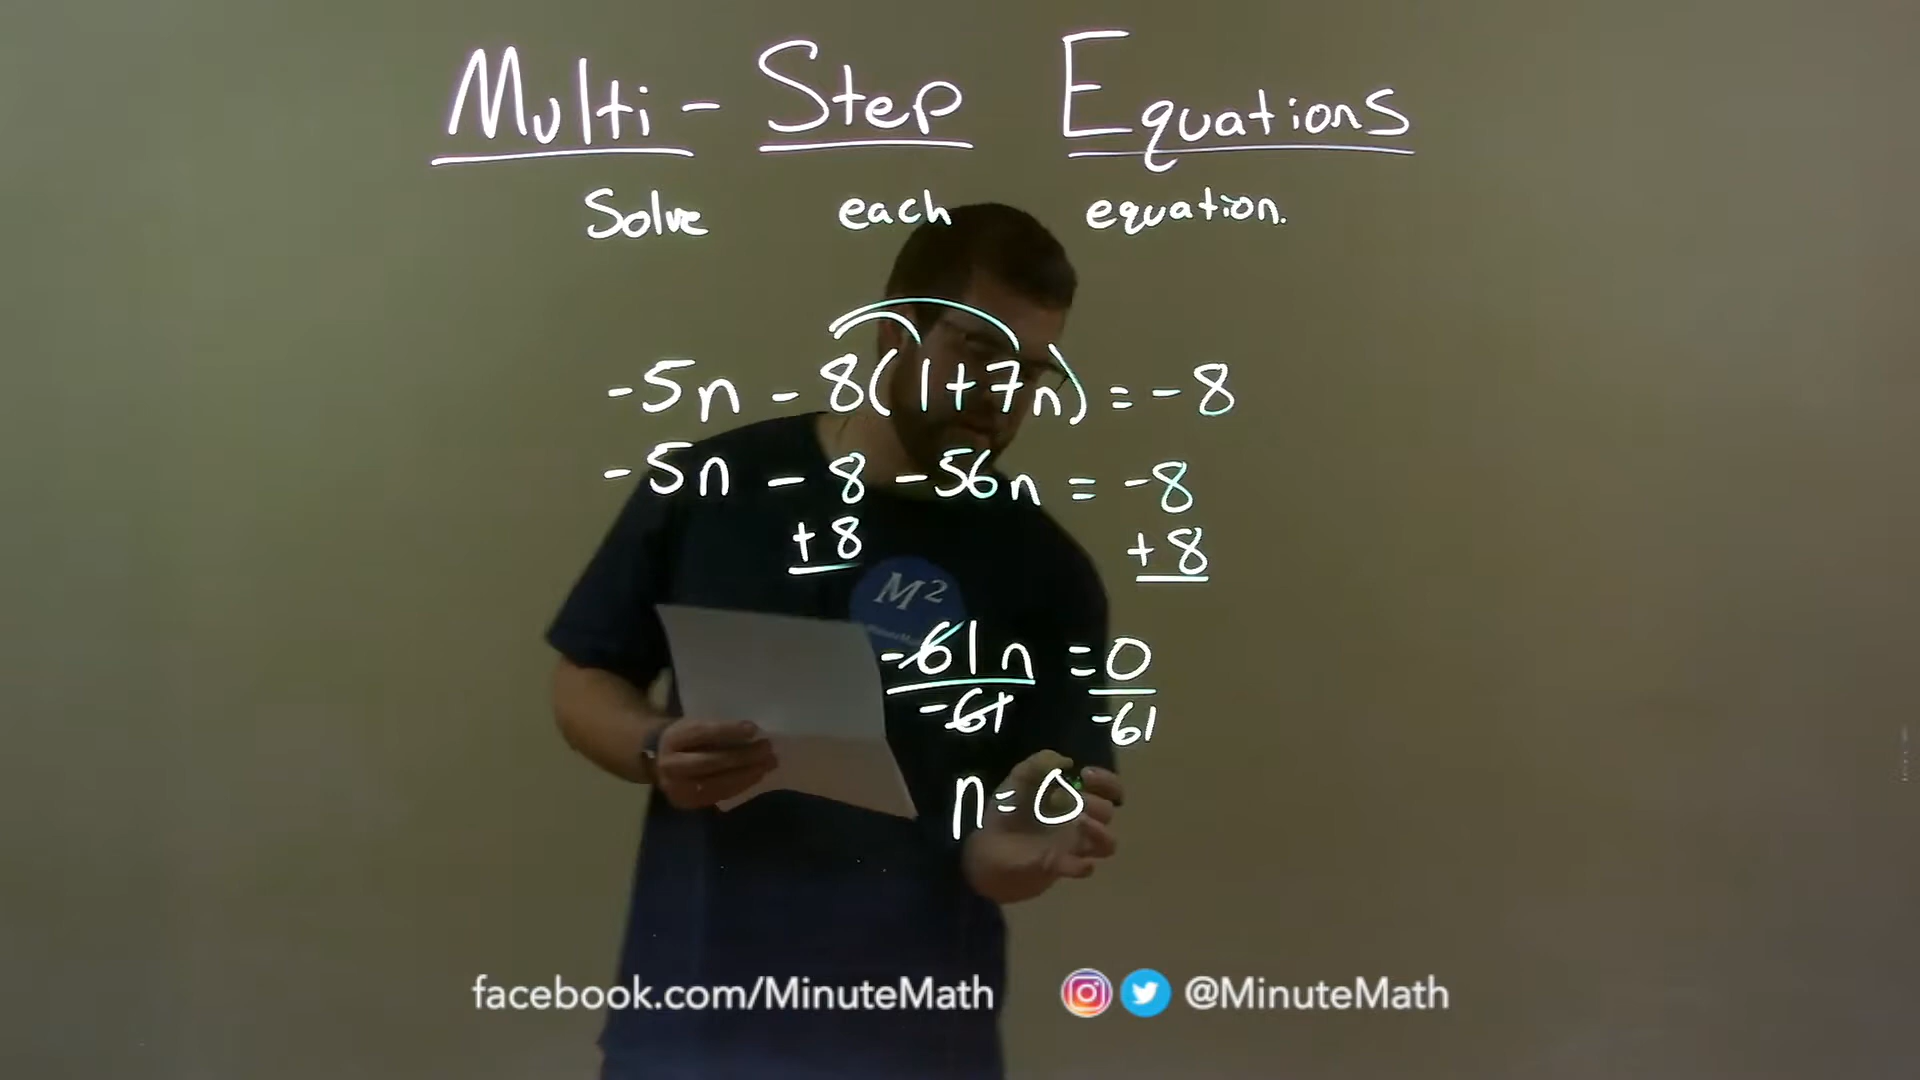 Multi-Step Equations
Solve each equation.
-5n - 8(1+7n) = -8
-5n - 8 - 56n = -8
+8 +8
M²
MinuteMath
-61n = 0
-61 -61
n = 0
facebook.com/MinuteMath @MinuteMath